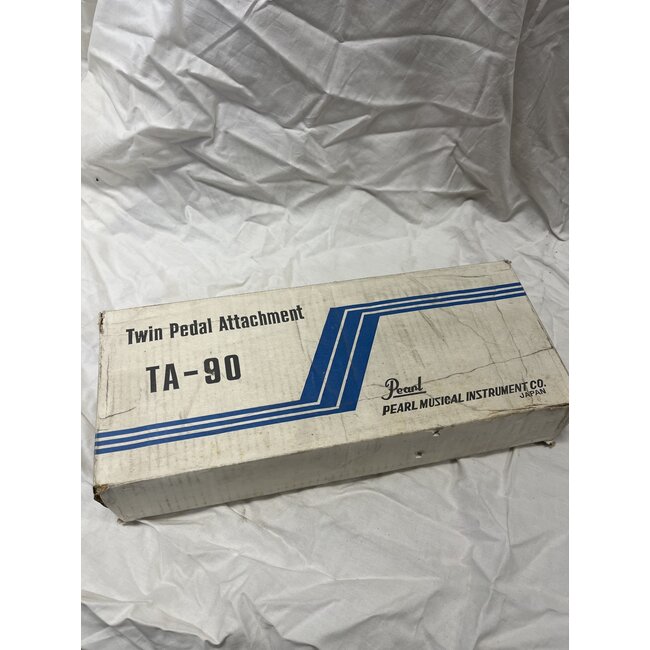 Twin Pedal Attachment
TA-90
Pearl
PEARL MUSICAL INSTRUMENT CO.
JAPAN